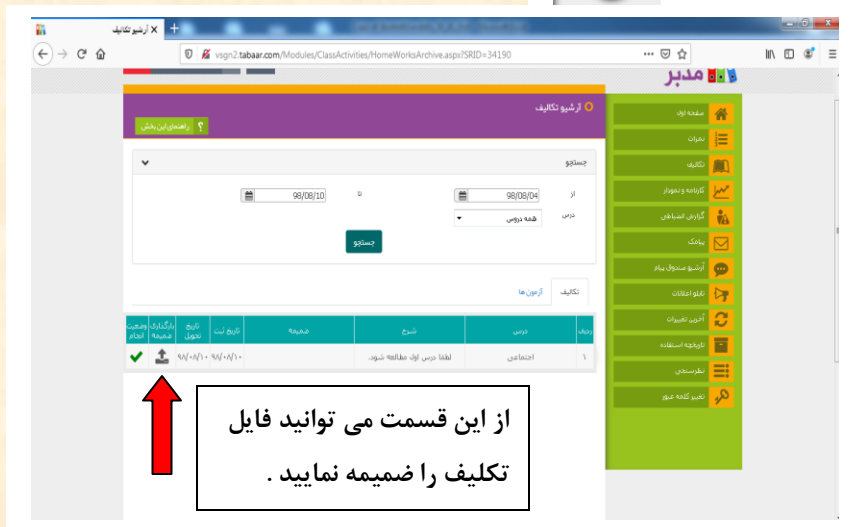 آرشیو تکالیف
vsgn2.tabaar.com/Modules/ClassActivities/HomeWorksArchive.aspx?SRID=34190
مدبر
صفحه اول
نمرات
تکالیف
کارنامه و نمودار
گزارش انضباطی
پیامک
آرشیو صندوق پیام
تابلو اعلانات
آخرین تغییرات
تاریخچه استفاده
نظرسنجی
تغییر کلمه عبور
آرشیو تکالیف
راهنمای این بخش ؟
جستجو
از 98/08/04 تا 98/08/10
درس همه دروس
جستجو
تکالیف آزمون ها
ردیف درس شرح ضمیمه تاریخ ثبت تاریخ تحویل بارگذاری ضمیمه وضعیت انجام
۱ اجتماعی لطفا درس اول مطالعه شود. ۹۸/۰۸/۱۰ ۹۸/۰۸/۱۰
از این قسمت می توانید فایل
تکلیف را ضمیمه نمایید .